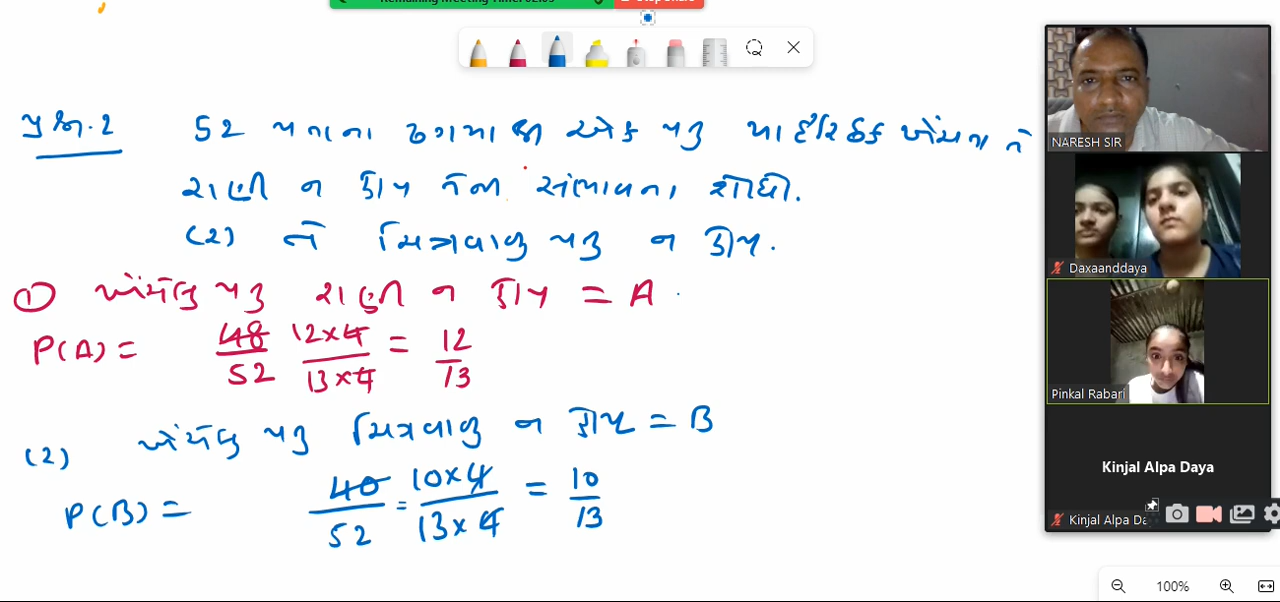 પ્રશ્ન.2 52 પત્તાના ઢગમાથી એક પત્તુ યાદૈચ્છિક ખેંચતા તે
રાણી ન હોય તેની સંભાવના શોધો.
(2) તે ચિત્રવાળુ પત્તુ ન હોય.
① ખેંચેલુ પત્તુ રાણી ન હોય = A
P(A) = 48/52 12×4/13×4 = 12/13
(2) ખેંચેલુ પત્તુ ચિત્રવાળુ ન હોય = B
P(B) = 40/52 = 10×4/13×4 = 10/13
NARESH SIR
Daxaanddaya
Pinkal Rabari
Kinjal Alpa Daya
Kinjal Alpa Da
100%